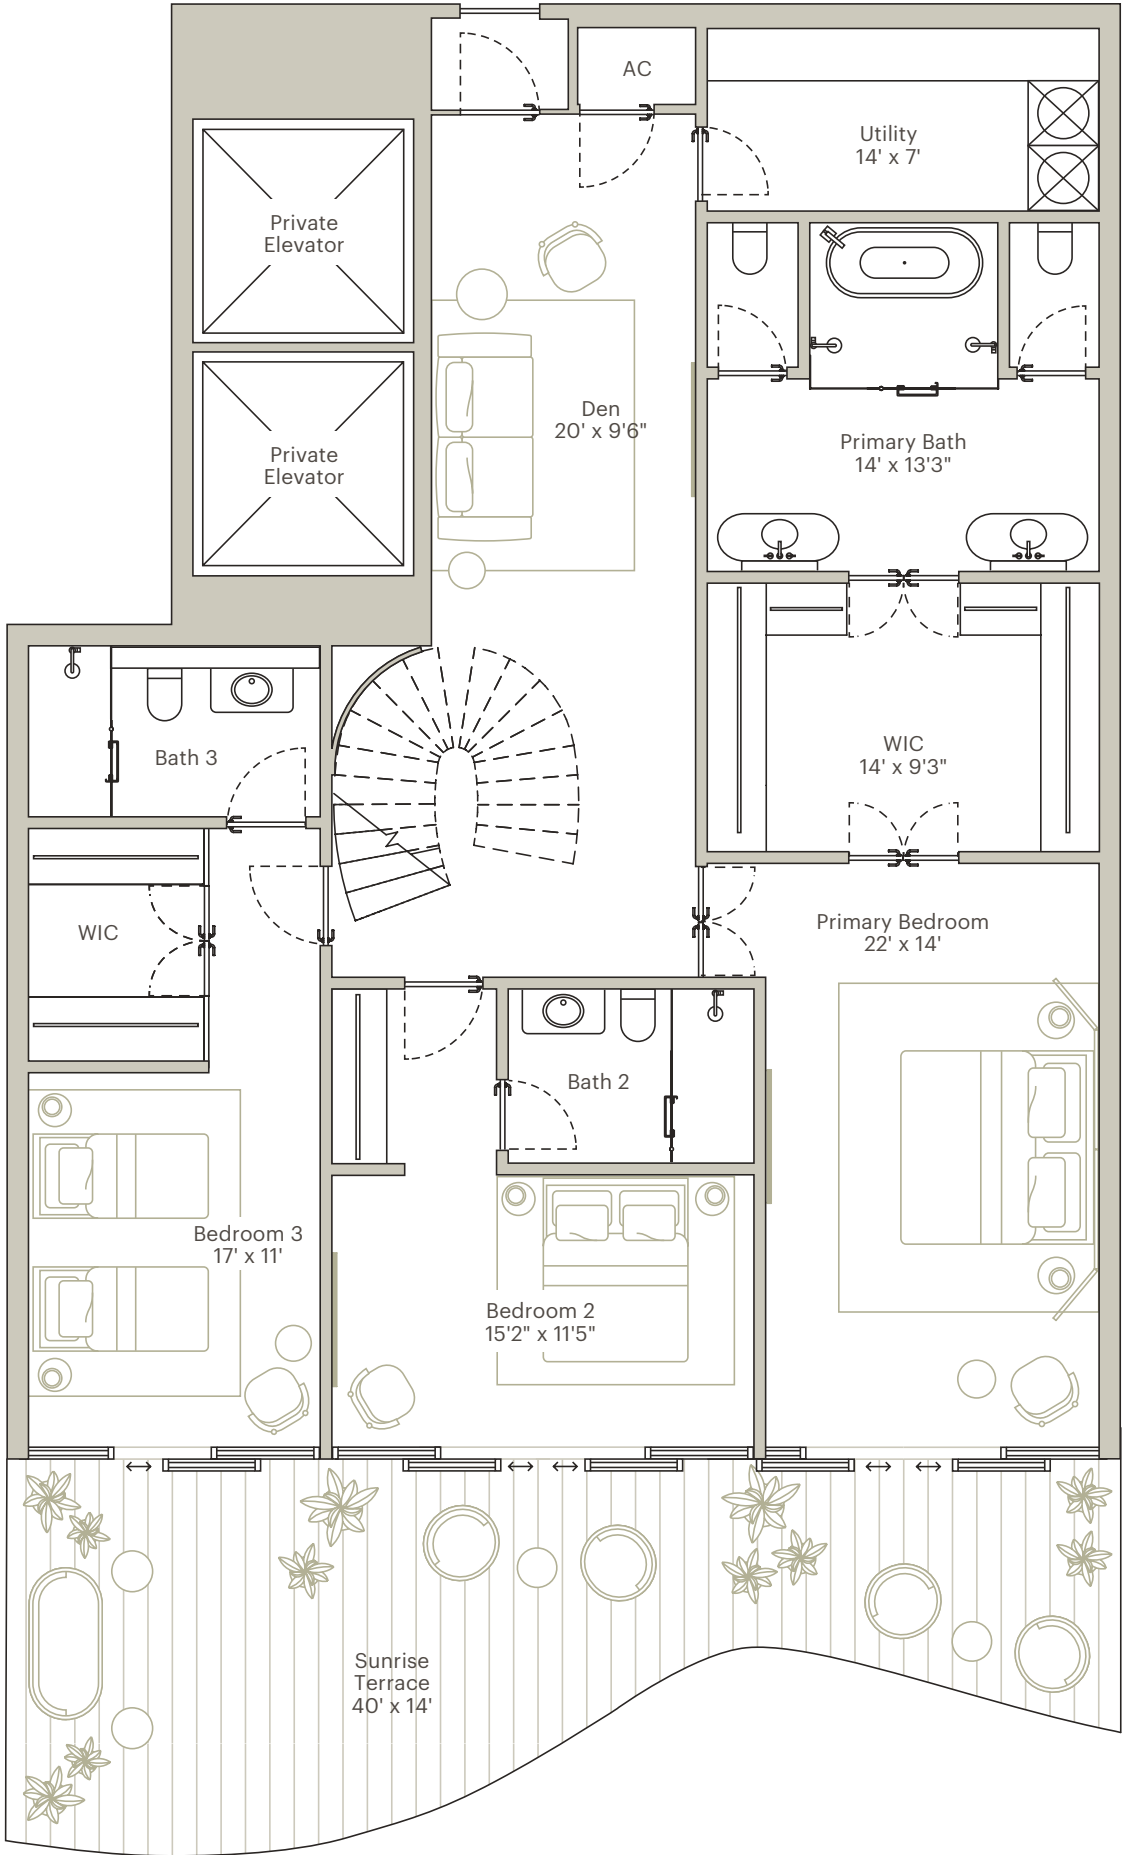 AC
Utility
14' x 7'
Private
Elevator
Den
20' x 9'6"
Primary Bath
14' x 13'3"
Private
Elevator
Bath 3
WIC
14' x 9'3"
WIC
Primary Bedroom
22' x 14'
Bath 2
Bedroom 3
17' x 11'
Bedroom 2
15'2" x 11'5"
Sunrise
Terrace
40' x 14'